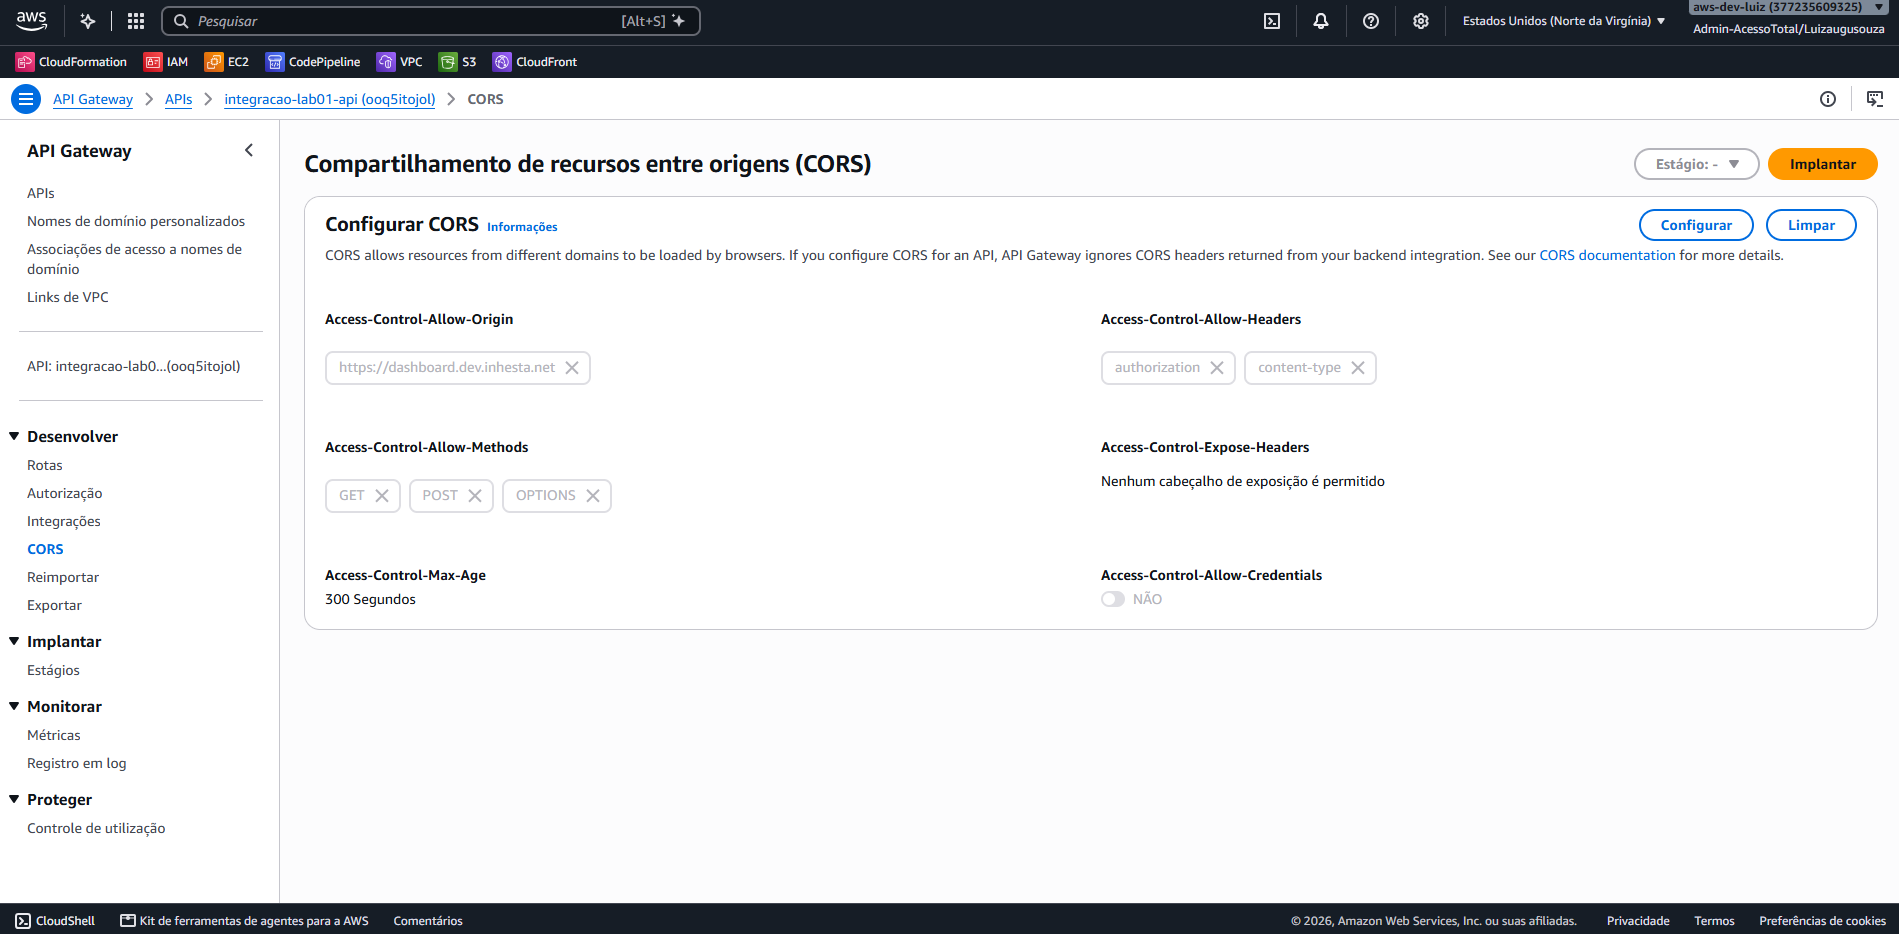 aws
Pesquisar
[Alt+S]
Estados Unidos (Norte da Virgínia)
aws-dev-luiz (377235609325)
Admin-AcessoTotal/Luizaugusouza
CloudFormation
IAM
EC2
CodePipeline
VPC
S3
CloudFront
API Gateway
APIs
integracao-lab01-api (ooq5itojol)
CORS
API Gateway
APIs
Nomes de domínio personalizados
Associações de acesso a nomes de
domínio
Links de VPC
API: integracao-lab0...(ooq5itojol)
Desenvolver
Rotas
Autorização
Integrações
CORS
Reimportar
Exportar
Implantar
Estágios
Monitorar
Métricas
Registro em log
Proteger
Controle de utilização
Compartilhamento de recursos entre origens (CORS)
Estágio: -
Implantar
Configurar CORS
Informações
Configurar
Limpar
CORS allows resources from different domains to be loaded by browsers. If you configure CORS for an API, API Gateway ignores CORS headers returned from your backend integration. See our CORS documentation for more details.
Access-Control-Allow-Origin
https://dashboard.dev.inhesta.net
Access-Control-Allow-Headers
authorization
content-type
Access-Control-Allow-Methods
GET
POST
OPTIONS
Access-Control-Expose-Headers
Nenhum cabeçalho de exposição é permitido
Access-Control-Max-Age
300 Segundos
Access-Control-Allow-Credentials
NÃO
CloudShell
Kit de ferramentas de agentes para a AWS
Comentários
© 2026, Amazon Web Services, Inc. ou suas afiliadas.
Privacidade
Termos
Preferências de cookies